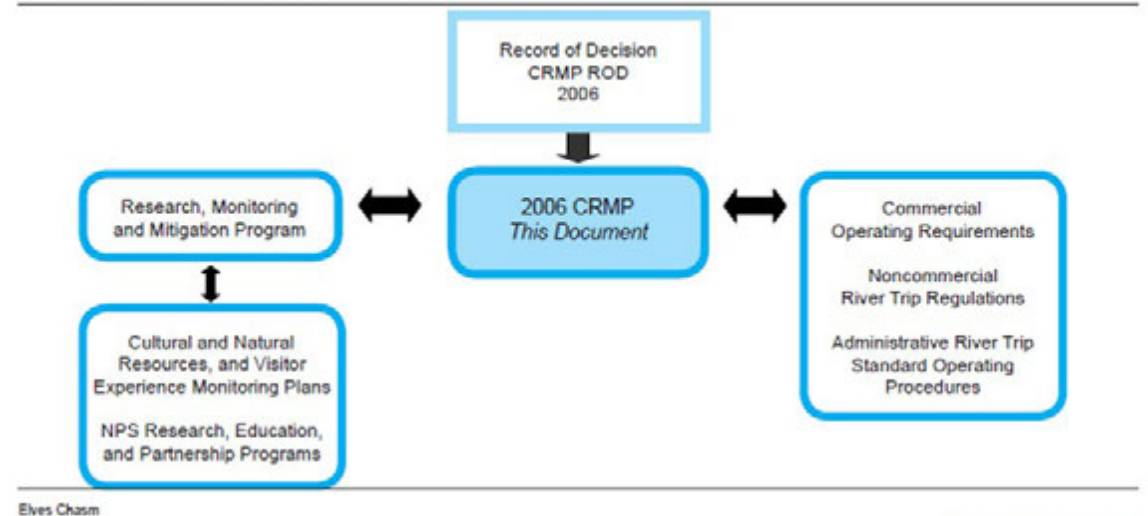 Record of Decision
CRMP ROD
2006
Research, Monitoring
and Mitigation Program
2006 CRMP
This Document
Commercial
Operating Requirements
Noncommercial
River Trip Regulations
Administrative River Trip
Standard Operating
Procedures
Cultural and Natural
Resources, and Visitor
Experience Monitoring Plans
NPS Research, Education,
and Partnership Programs
Elves Chasm